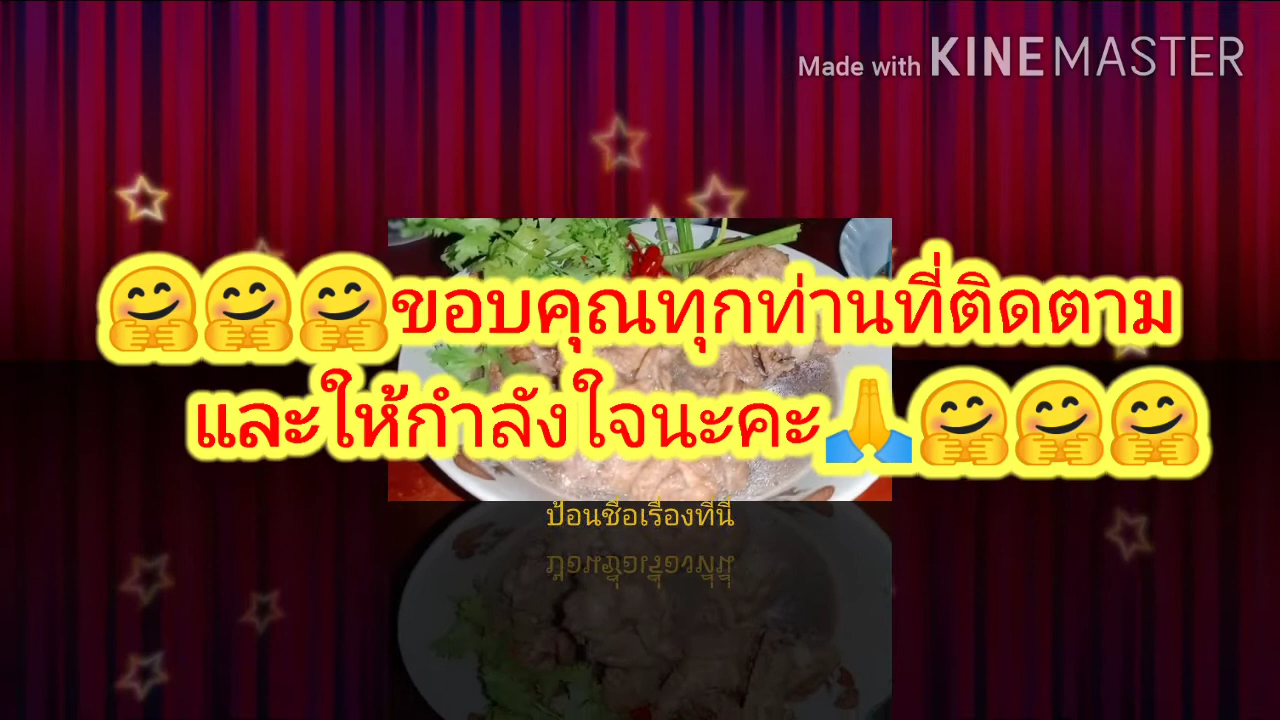 Made with KINEMASTER
🤗🤗🤗ขอบคุณทุกท่านที่ติดตาม
และให้กำลังใจนะคะ🙏🤗🤗🤗
ป้อนชื่อเรื่องที่นี่